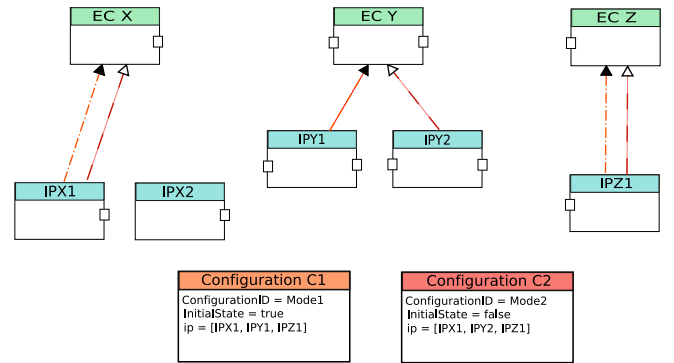 EC X
EC Y
EC Z
IPY1
IPY2
IPX1
IPX2
IPZ1
Configuration C1
ConfigurationID = Mode1
InitialState = true
ip = [IPX1, IPY1, IPZ1]
Configuration C2
ConfigurationID = Mode2
InitialState = false
ip = [IPX1, IPY2, IPZ1]